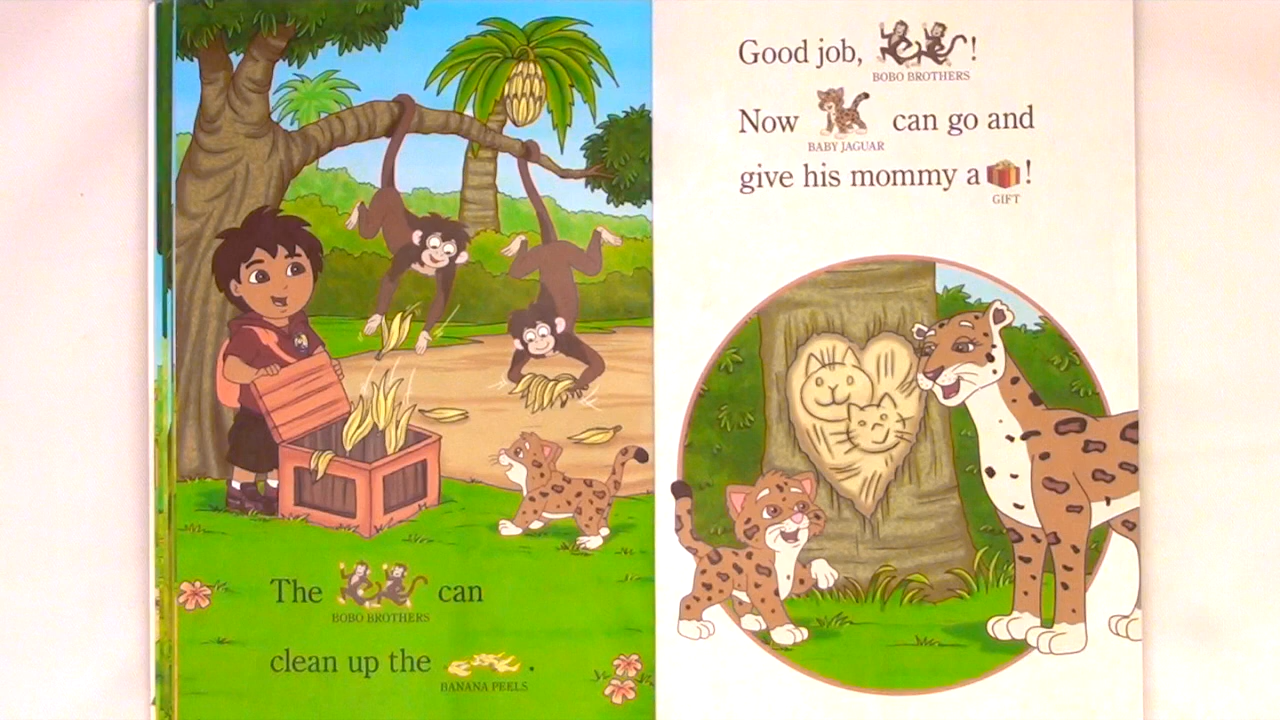 The can
BOBO BROTHERS
clean up the .
BANANA PEELS
Good job, !
BOBO BROTHERS
Now can go and
BABY JAGUAR
give his mommy a !
GIFT